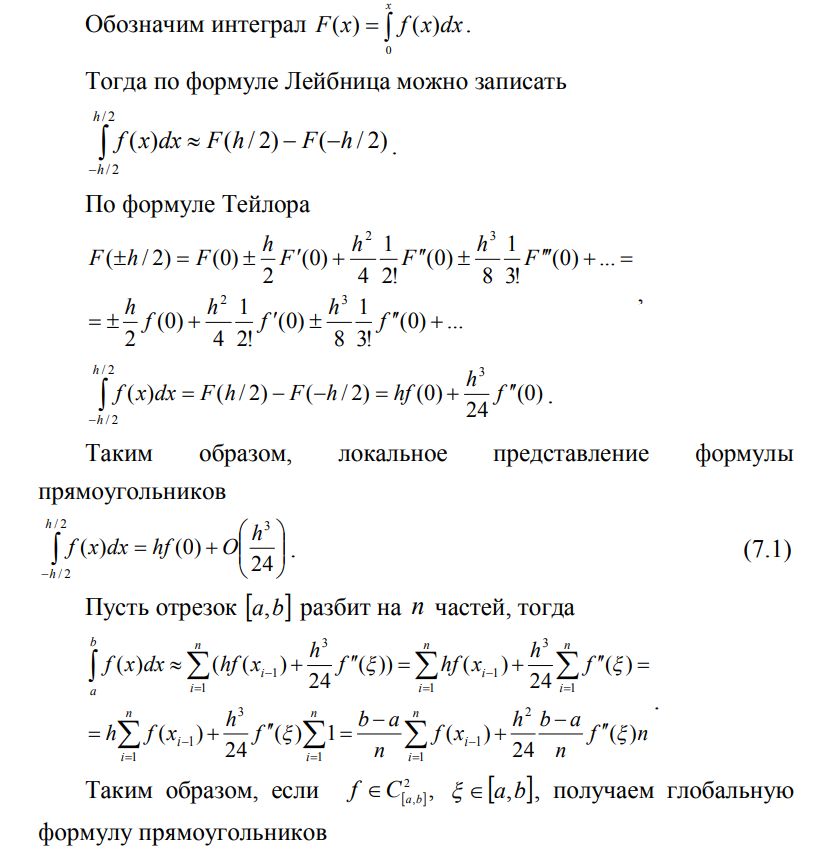 Обозначим интеграл $F(x) = \int\limits_0^x f(x)dx$.
Тогда по формуле Лейбница можно записать
$\int\limits_{-h/2}^{h/2} f(x)dx \approx F(h/2) - F(-h/2)$.
По формуле Тейлора
$F(\pm h/2) = F(0) \pm \frac{h}{2} F'(0) + \frac{h^2}{4} \frac{1}{2!} F''(0) \pm \frac{h^3}{8} \frac{1}{3!} F'''(0) + ... =$
$= \pm \frac{h}{2} f(0) + \frac{h^2}{4} \frac{1}{2!} f'(0) \pm \frac{h^3}{8} \frac{1}{3!} f''(0) + ...$ ,
$\int\limits_{-h/2}^{h/2} f(x)dx = F(h/2) - F(-h/2) = hf(0) + \frac{h^3}{24} f''(0)$.
Таким образом, локальное представление формулы
прямоугольников
$\int\limits_{-h/2}^{h/2} f(x)dx = hf(0) + O\left(\frac{h^3}{24}\right)$. (7.1)
Пусть отрезок $[a,b]$ разбит на $n$ частей, тогда
$\int\limits_a^b f(x)dx \approx \sum\limits_{i=1}^n (hf(x_{i-1}) + \frac{h^3}{24} f''(\xi)) = \sum\limits_{i=1}^n hf(x_{i-1}) + \frac{h^3}{24} \sum\limits_{i=1}^n f''(\xi) =$
$= h\sum\limits_{i=1}^n f(x_{i-1}) + \frac{h^3}{24} f''(\xi) \sum\limits_{i=1}^n 1 = \frac{b-a}{n} \sum\limits_{i=1}^n f(x_{i-1}) + \frac{h^2}{24} \frac{b-a}{n} f''(\xi)n$ .
Таким образом, если $f \in C^2_{[a,b]}$, $\xi \in [a,b]$, получаем глобальную
формулу прямоугольников